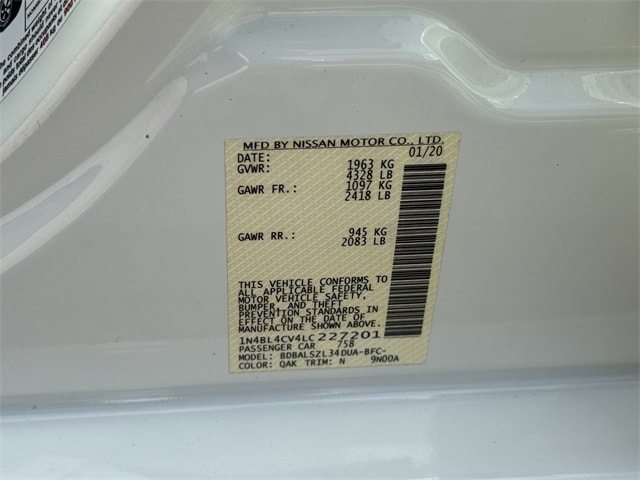 MFD BY NISSAN MOTOR CO., LTD.
DATE: 01/20
GVWR: 1963 KG
4328 LB
GAWR FR.: 1097 KG
2418 LB
GAWR RR.: 945 KG
2083 LB
THIS VEHICLE CONFORMS TO
ALL APPLICABLE FEDERAL
MOTOR VEHICLE SAFETY,
BUMPER, AND THEFT
PREVENTION STANDARDS IN
EFFECT ON THE DATE OF
MANUFACTURE SHOWN ABOVE.
1N4BL4CV4LC227201
PASSENGER CAR 758
MODEL: BDBALSZL34DUA-BFC-
COLOR: QAK TRIM: N 9N00A